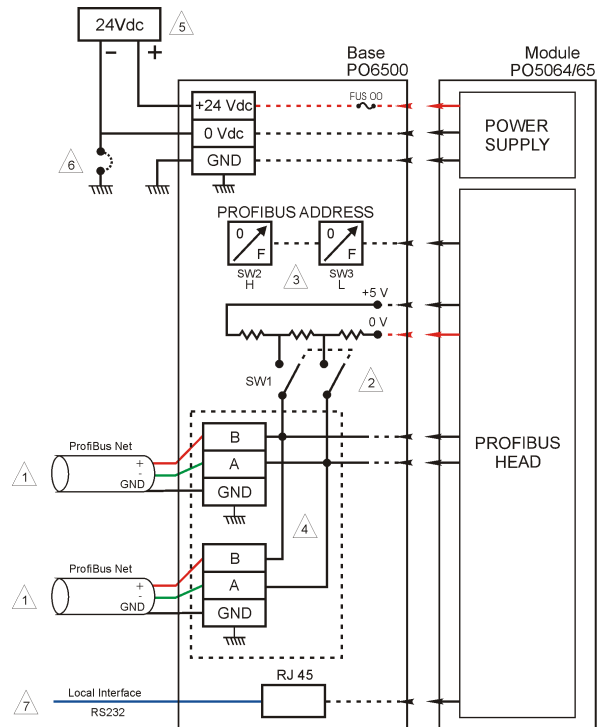 24Vdc
5
−
+
Base
PO6500
Module
PO5064/65
+24 Vdc
FUS OO
0 Vdc
GND
POWER
SUPPLY
6
PROFIBUS ADDRESS
0
F
0
F
SW2
H
3
SW3
L
+5 V
0 V
SW1
2
PROFIBUS
HEAD
ProfiBus Net
1
+
-
GND
B
A
GND
4
ProfiBus Net
1
+
-
GND
B
A
GND
RJ 45
7
Local Interface
RS232